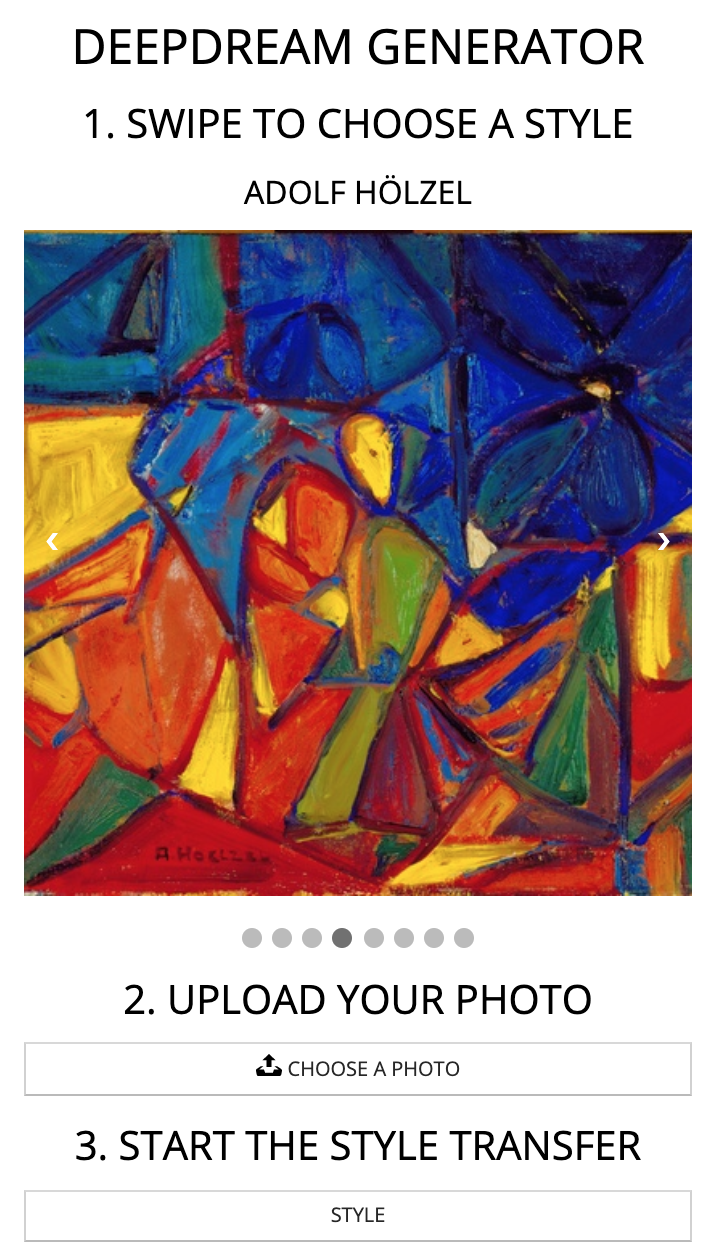 DEEPDREAM GENERATOR
1. SWIPE TO CHOOSE A STYLE
ADOLF HÖLZEL
A. HOELZEL
2. UPLOAD YOUR PHOTO
CHOOSE A PHOTO
3. START THE STYLE TRANSFER
STYLE